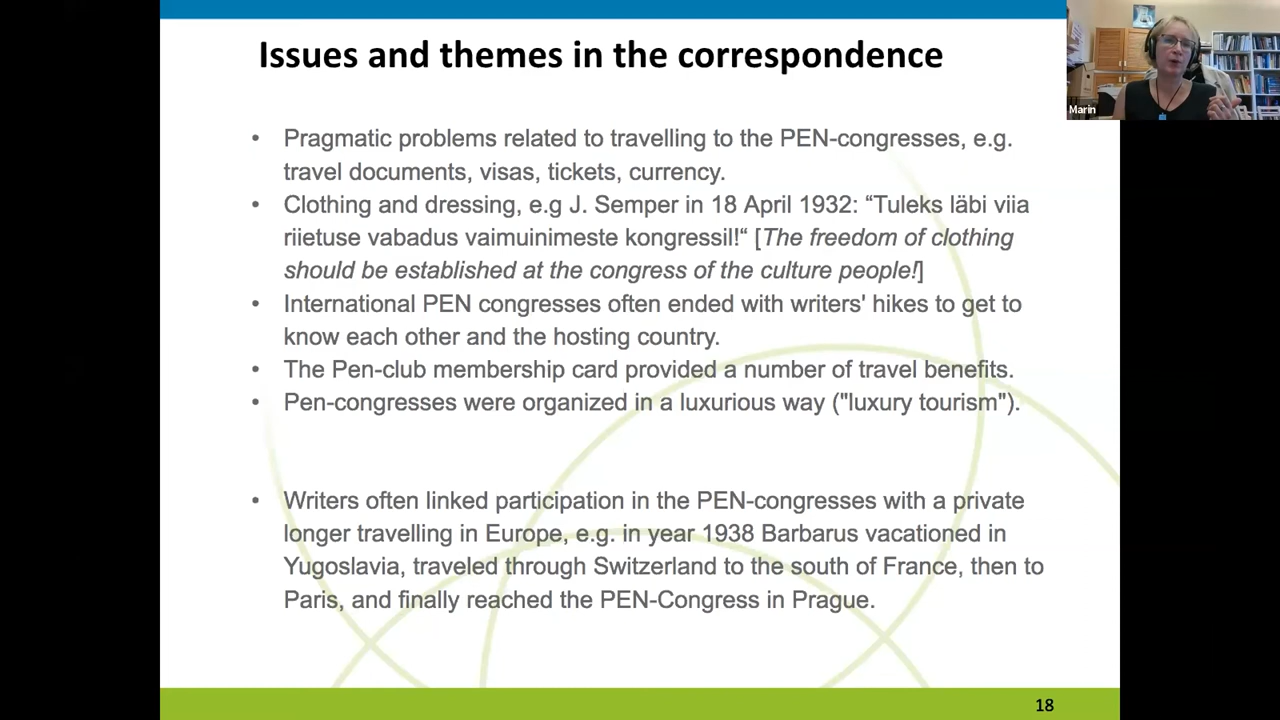 Issues and themes in the correspondence
Marin
• Pragmatic problems related to travelling to the PEN-congresses, e.g.
travel documents, visas, tickets, currency.
• Clothing and dressing, e.g J. Semper in 18 April 1932: “Tuleks läbi viia
riietuse vabadus vaimuinimeste kongressil!“ [The freedom of clothing
should be established at the congress of the culture people!]
• International PEN congresses often ended with writers' hikes to get to
know each other and the hosting country.
• The Pen-club membership card provided a number of travel benefits.
• Pen-congresses were organized in a luxurious way ("luxury tourism").
• Writers often linked participation in the PEN-congresses with a private
longer travelling in Europe, e.g. in year 1938 Barbarus vacationed in
Yugoslavia, traveled through Switzerland to the south of France, then to
Paris, and finally reached the PEN-Congress in Prague.
18